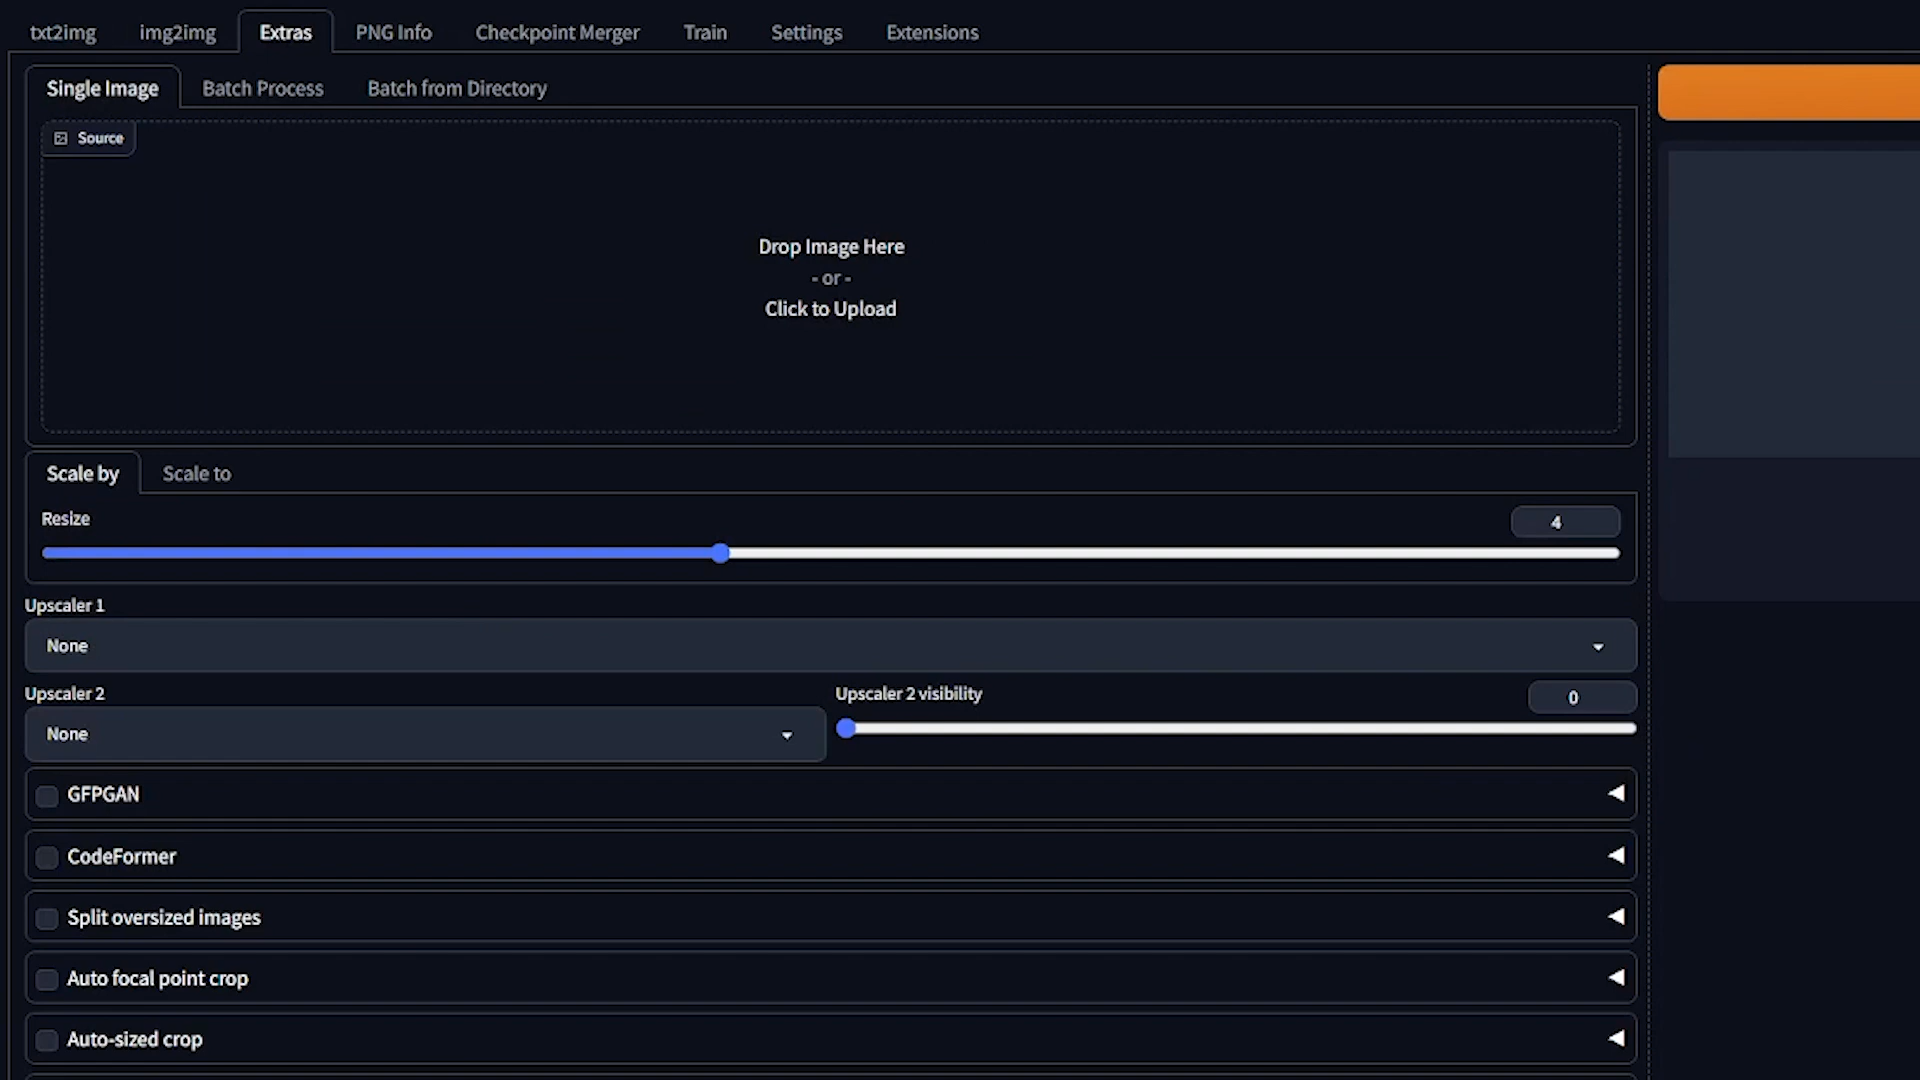 txt2img img2img Extras PNG Info Checkpoint Merger Train Settings Extensions
Single Image Batch Process Batch from Directory
Source
Drop Image Here
- or -
Click to Upload
Scale by Scale to
Resize 4
Upscaler 1
None
Upscaler 2 Upscaler 2 visibility 0
None
GFPGAN
CodeFormer
Split oversized images
Auto focal point crop
Auto-sized crop